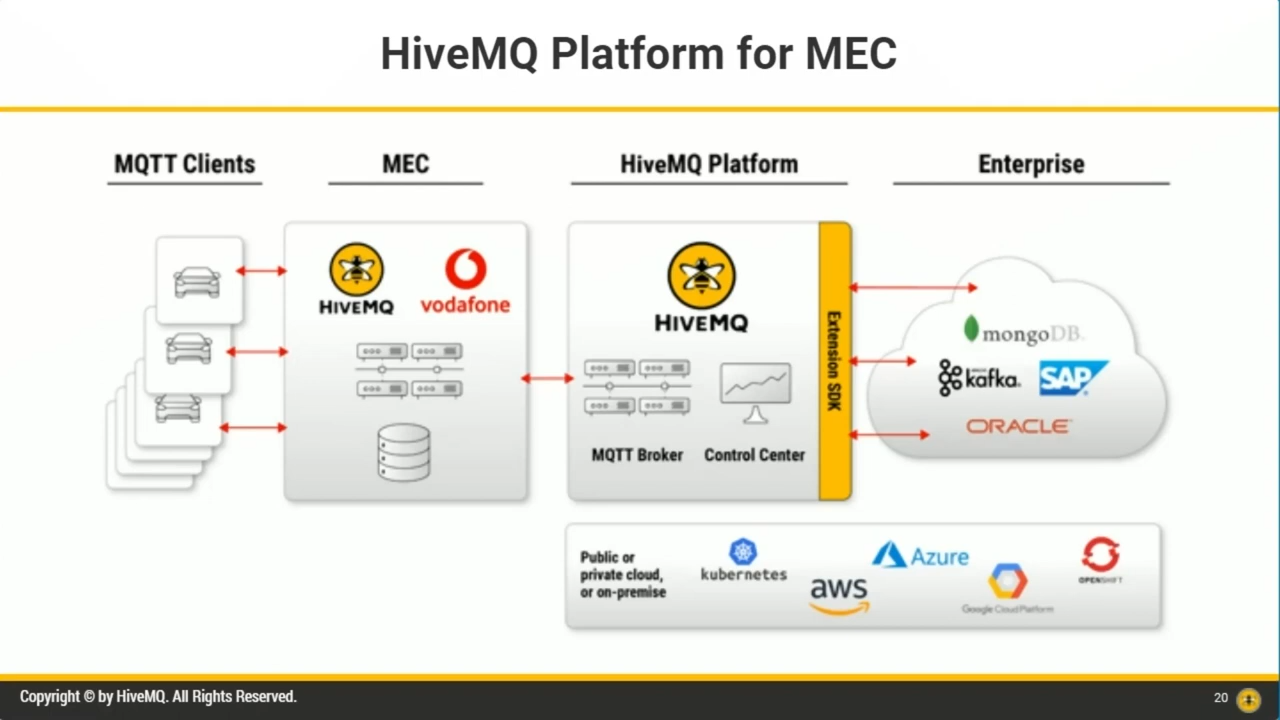 HiveMQ Platform for MEC
MQTT Clients
MEC
HiveMQ Platform
Enterprise
HIVEMQ
vodafone
HIVEMQ
MQTT Broker
Control Center
Extension SDK
mongoDB.
kafka.
SAP
ORACLE
Public or
private cloud,
or on-premise
kubernetes
aws
Azure
Google Cloud Platform
OPENSHIFT
Copyright © by HiveMQ. All Rights Reserved.
20